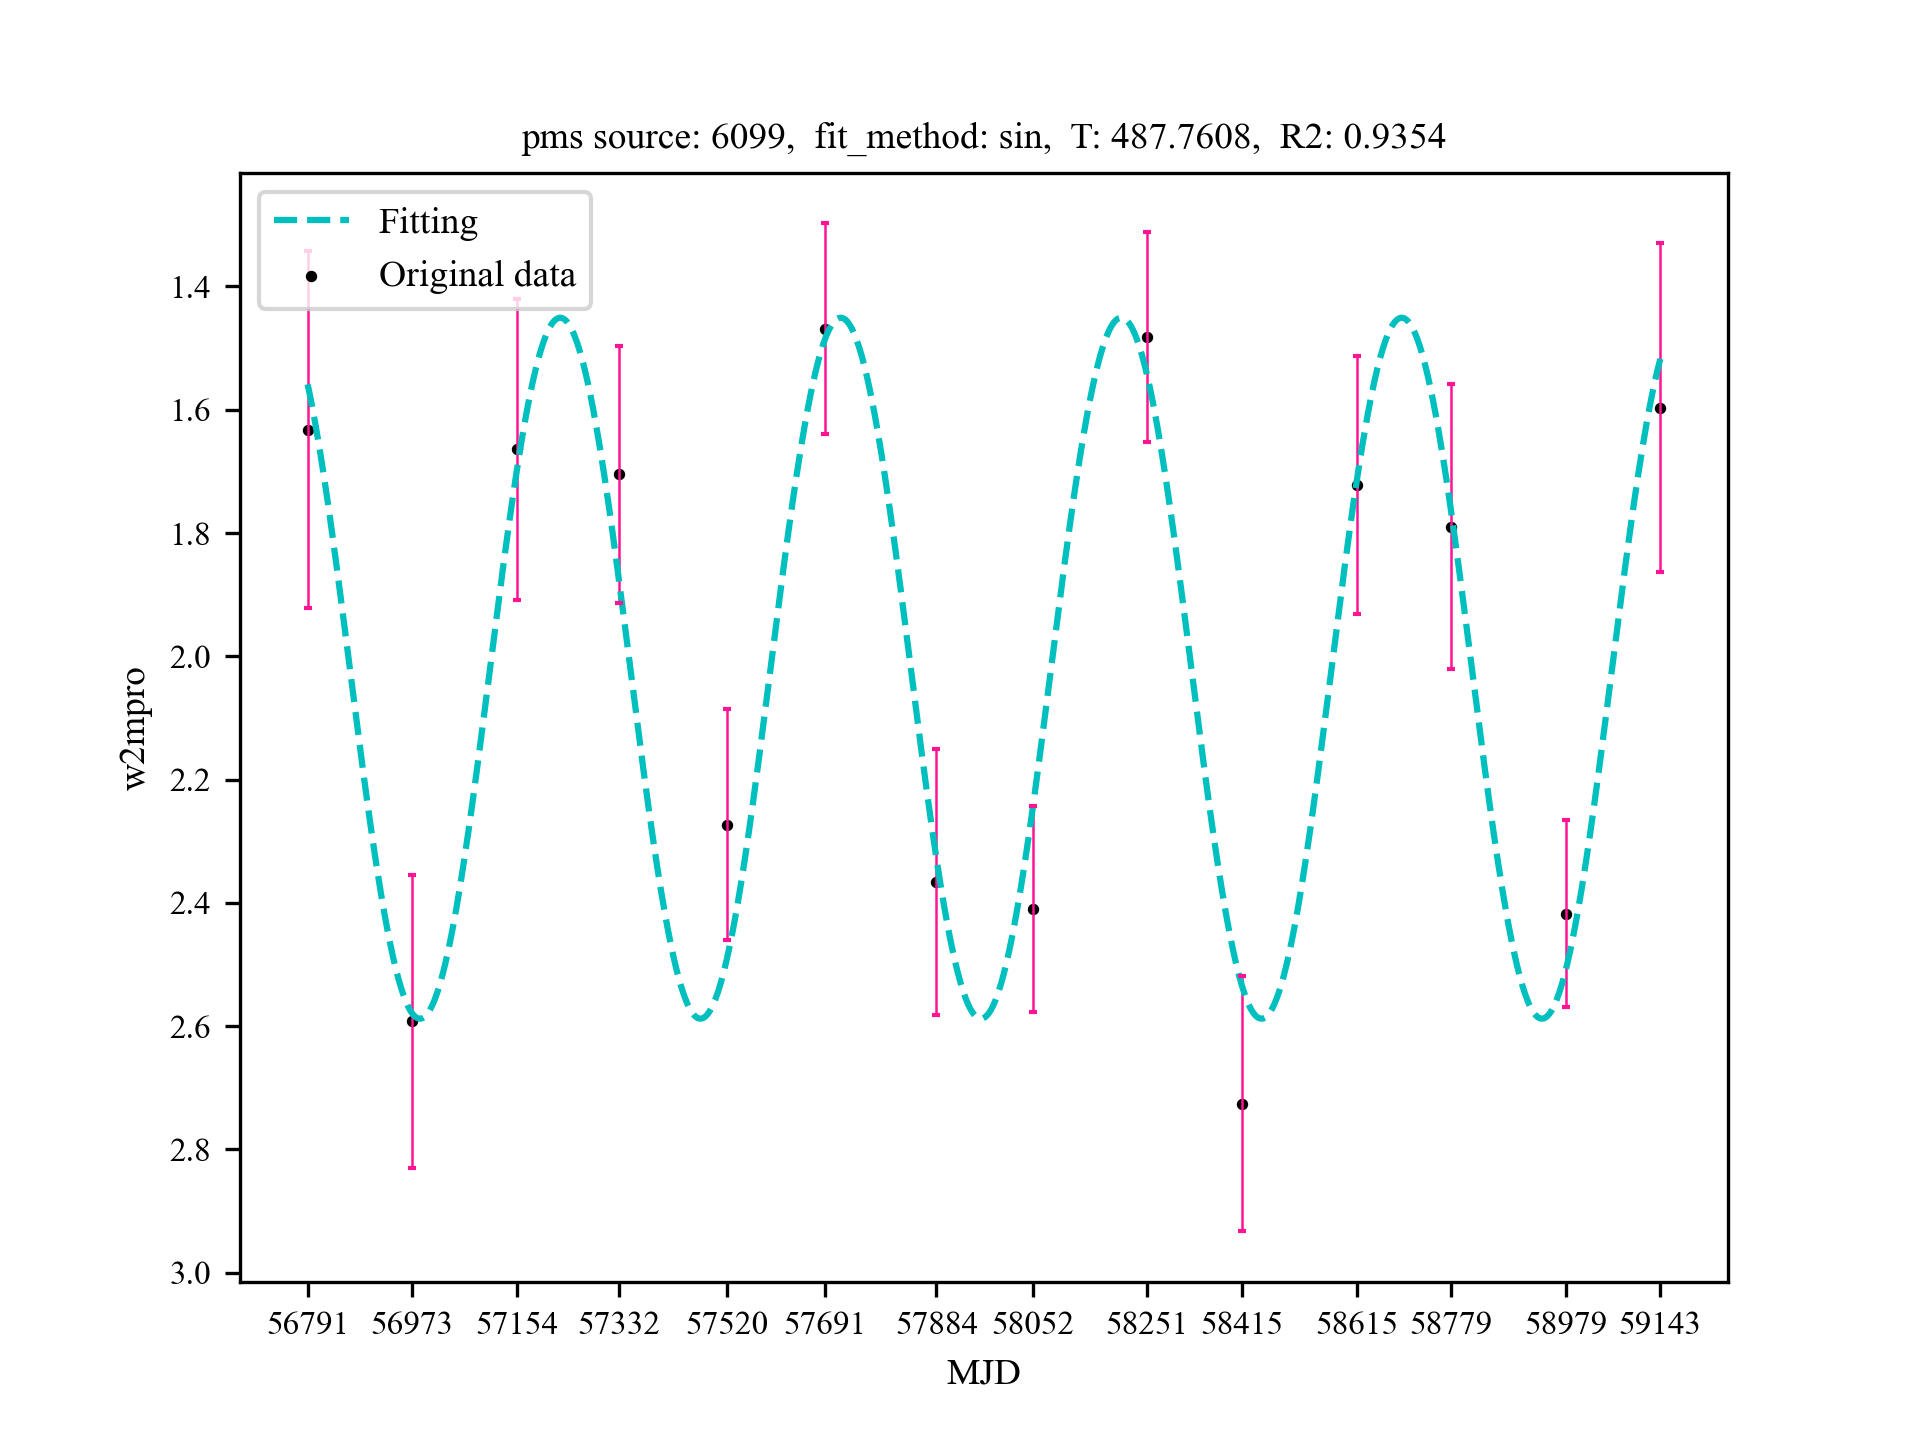 pms source: 6099, fit_method: sin, T: 487.7608, R2: 0.9354
Fitting
Original data
1.4
1.6
1.8
2.0
2.2
2.4
2.6
2.8
3.0
w2mpro
56791 56973 57154 57332 57520 57691 57884 58052 58251 58415 58615 58779 58979 59143
MJD